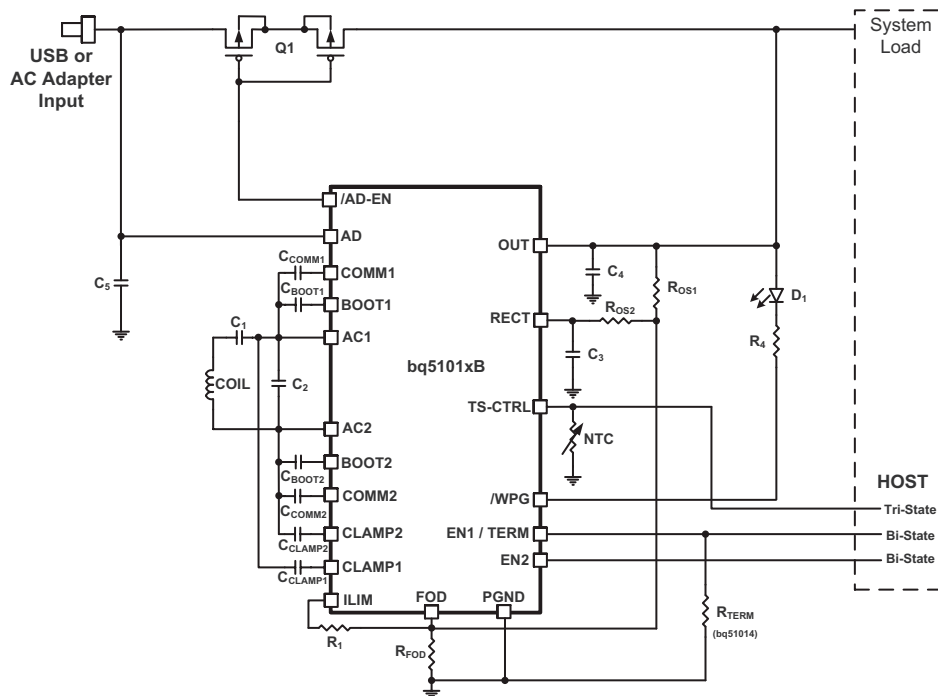 USB or
AC Adapter
Input
Q1
System
Load
/AD-EN
AD
C5
CCOMM1
COMM1
CBOOT1
BOOT1
C1
AC1
COIL
C2
AC2
BOOT2
CBOOT2
COMM2
CCOMM2
CLAMP2
CCLAMP2
CLAMP1
CCLAMP1
ILIM
R1
FOD
PGND
RFOD
bq5101xB
OUT
C4
ROS1
ROS2
RECT
C3
D1
R4
TS-CTRL
NTC
/WPG
HOST
Tri-State
EN1 / TERM
Bi-State
EN2
Bi-State
RTERM
(bq51014)